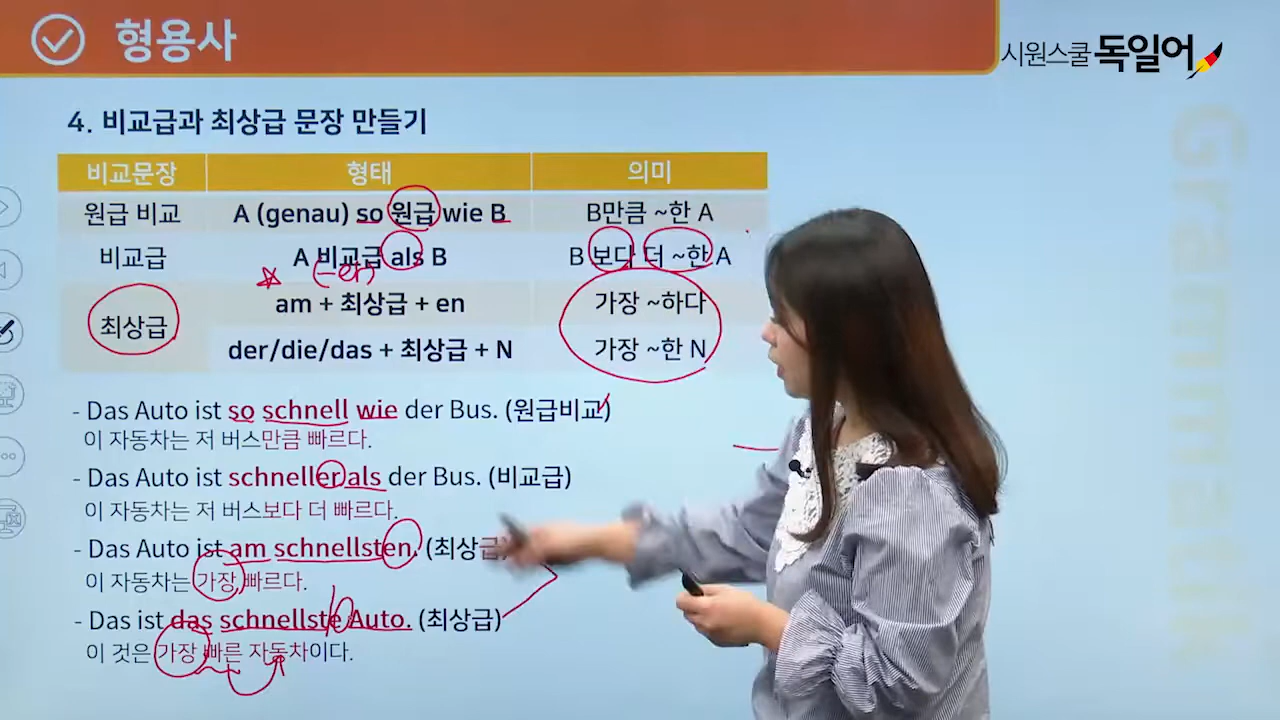 형용사
시원스쿨 독일어
4. 비교급과 최상급 문장 만들기
비교문장 형태 의미
원급 비교 A (genau) so 원급 wie B B만큼 ~한 A
비교급 A 비교급 als B B 보다 더 ~한 A
(-er)
최상급 am + 최상급 + en 가장 ~하다
der/die/das + 최상급 + N 가장 ~한 N
- Das Auto ist so schnell wie der Bus. (원급비교)
이 자동차는 저 버스만큼 빠르다.
- Das Auto ist schneller als der Bus. (비교급)
이 자동차는 저 버스보다 더 빠르다.
- Das Auto ist am schnellsten. (최상급)
이 자동차는 가장 빠르다.
- Das ist das schnellste Auto. (최상급)
이 것은 가장 빠른 자동차이다.
Grammatik